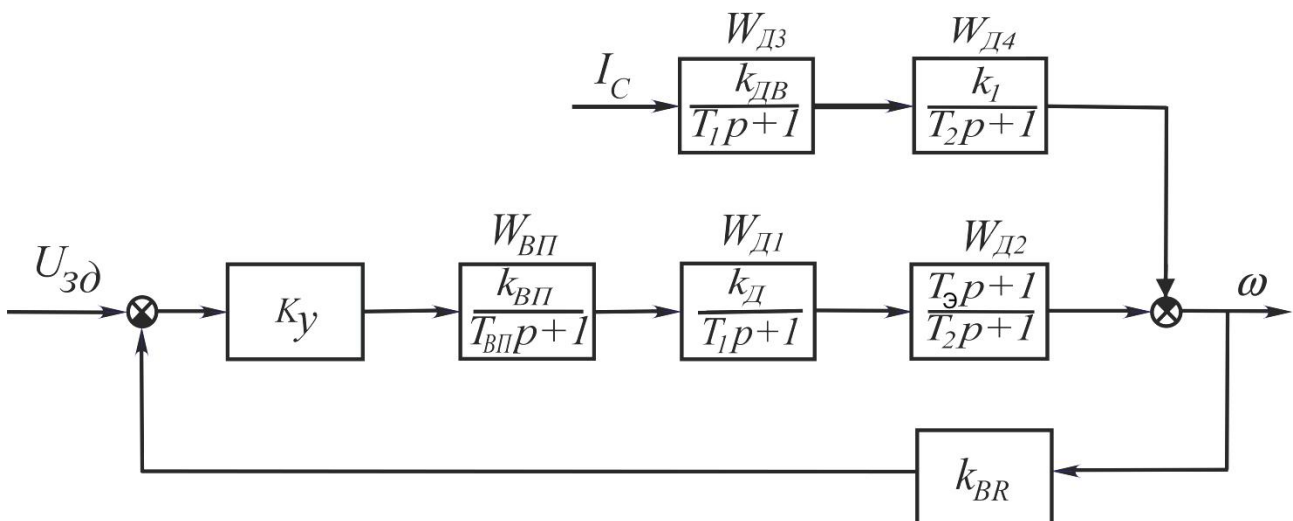 W_Д3
W_Д4
I_C
k_ДВ
T_1p+1
k_1
T_2p+1
U_зд
W_ВП
W_Д1
W_Д2
K_y
k_ВП
T_ВПp+1
k_Д
T_1p+1
T_эp+1
T_2p+1
ω
k_BR